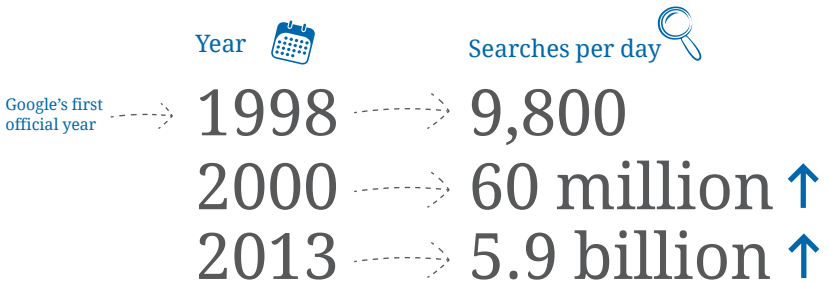 Year
Searches per day
Google’s first
official year
1998
9,800
2000
60 million
2013
5.9 billion